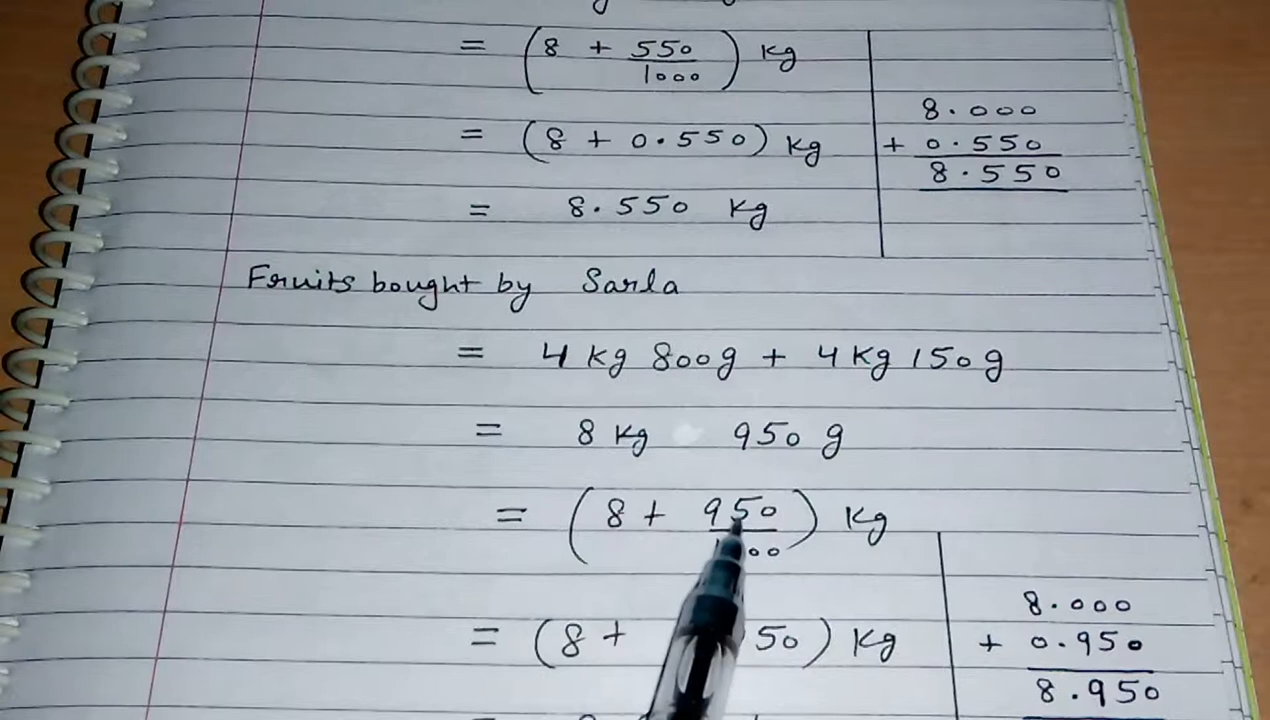 = (8 + 550/1000) kg
= (8 + 0.550) kg
= 8.550 kg
8.000
+ 0.550
8.550
Fruits bought by Sarla
= 4 kg 800g + 4 kg 150g
= 8 kg 950 g
= (8 + 950/ 00) kg
= (8 + 50) kg
8.000
+ 0.950
8.950